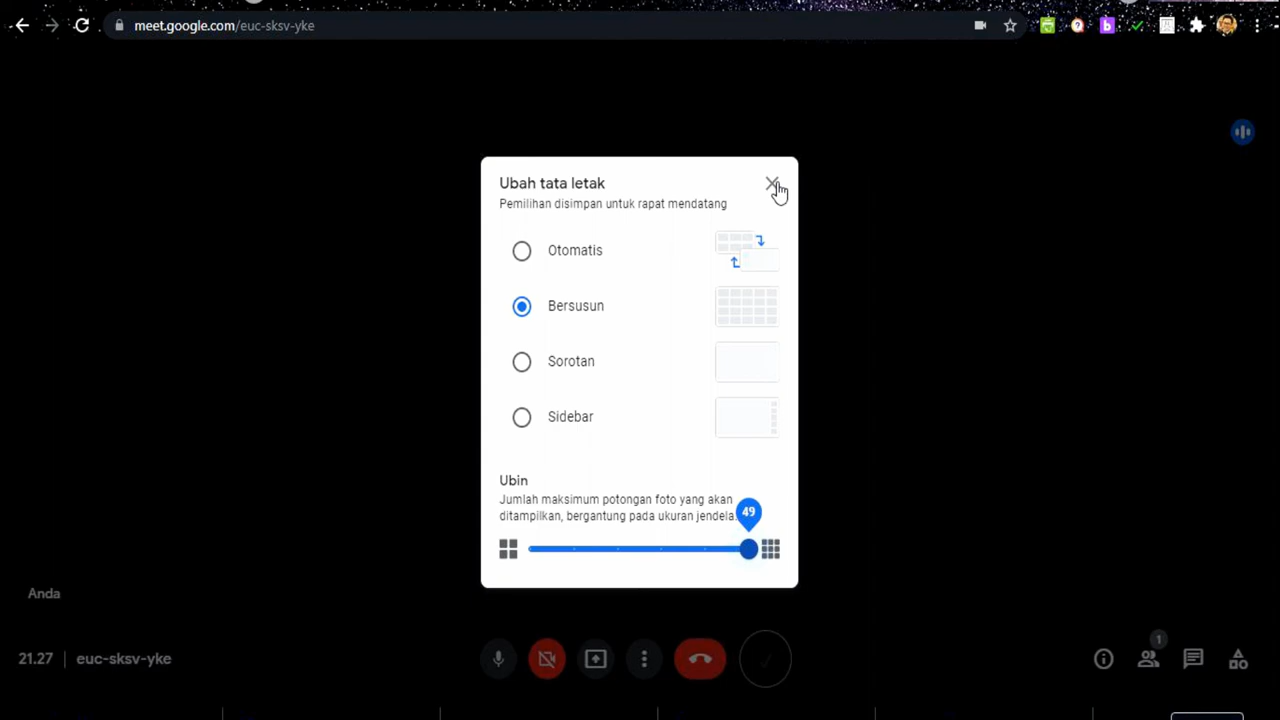 meet.google.com/euc-sksv-yke
Ubah tata letak
Pemilihan disimpan untuk rapat mendatang
Otomatis
Bersusun
Sorotan
Sidebar
Ubin
Jumlah maksimum potongan foto yang akan
ditampilkan, bergantung pada ukuran jendela.
49
Anda
21.27 | euc-sksv-yke
1